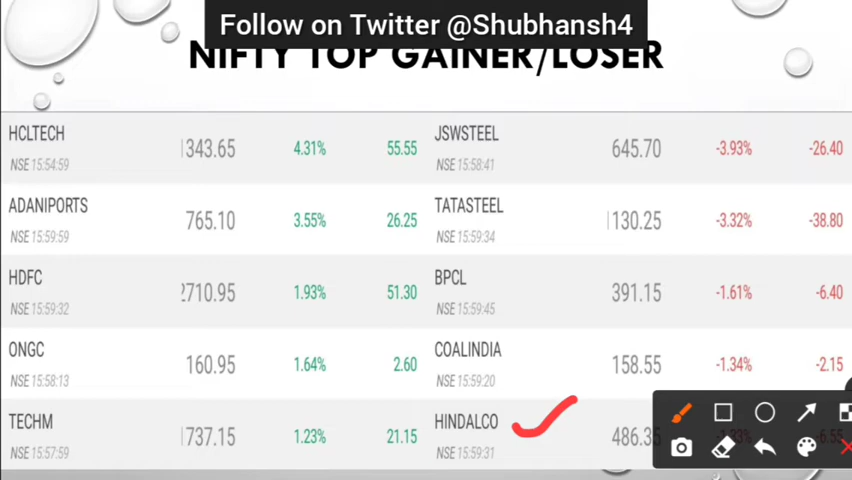 Follow on Twitter @Shubhansh4
NIFTY TOP GAINER/LOSER
HCLTECH 1343.65 4.31% 55.55 JSWSTEEL 645.70 -3.93% -26.40
NSE 15:54:59 NSE 15:58:41
ADANIPORTS 765.10 3.55% 26.25 TATASTEEL 1130.25 -3.32% -38.80
NSE 15:59:59 NSE 15:59:34
HDFC 2710.95 1.93% 51.30 BPCL 391.15 -1.61% -6.40
NSE 15:59:32 NSE 15:59:45
ONGC 160.95 1.64% 2.60 COALINDIA 158.55 -1.34% -2.15
NSE 15:58:13 NSE 15:59:20
TECHM 1737.15 1.23% 21.15 HINDALCO 486.35
NSE 15:57:59 NSE 15:59:31